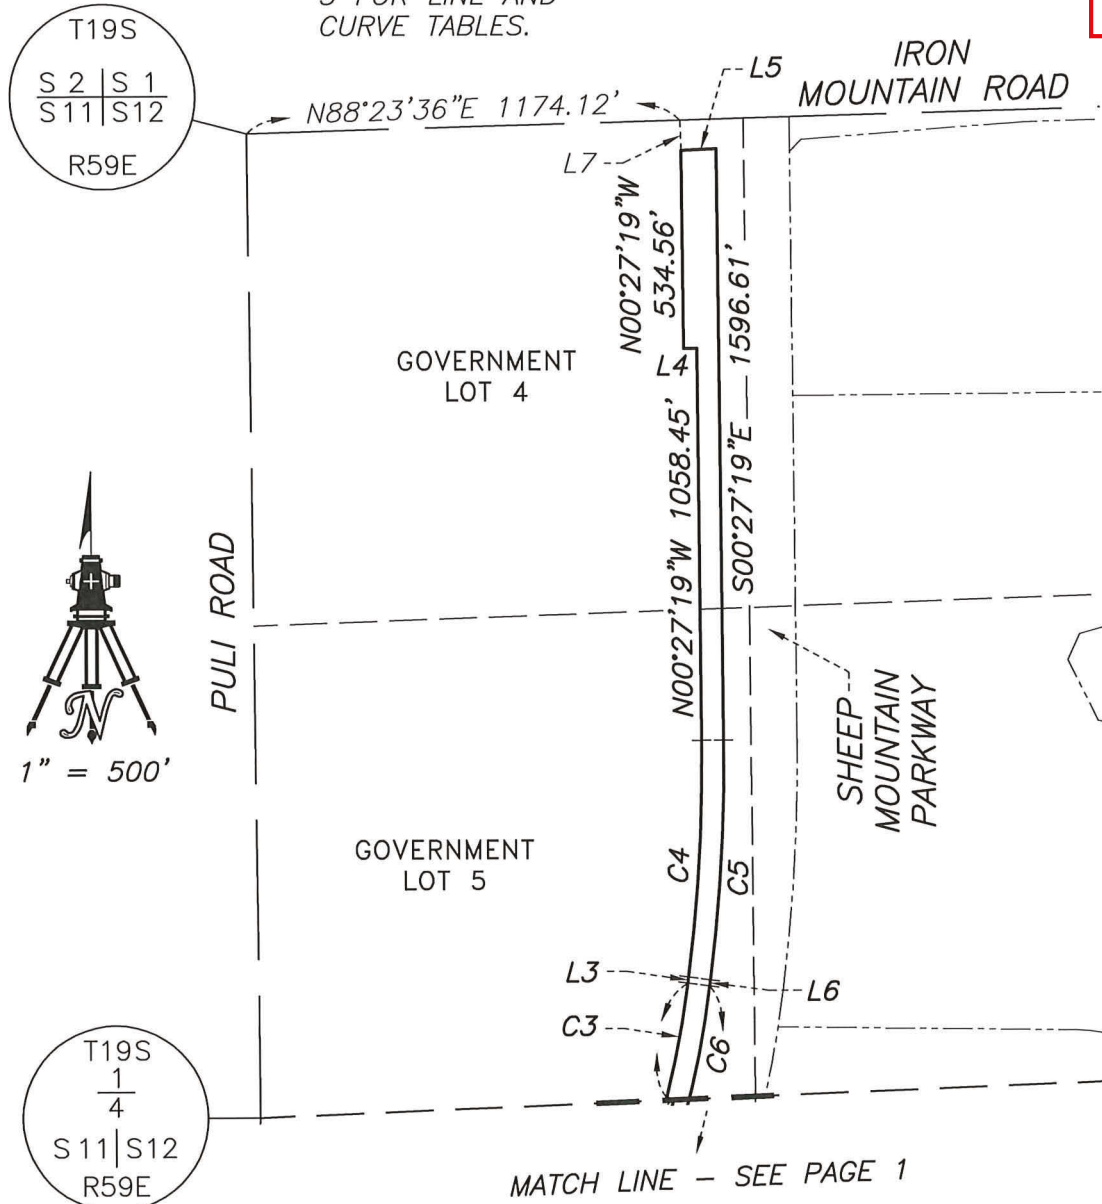 CURVE TABLES.
T19S
S 2 S 1
S 11 S12
R59E
N88°23'36"E 1174.12'
L5
IRON
MOUNTAIN ROAD
L7
N00°27'19"W
534.56'
S00°27'19"E 1596.61'
GOVERNMENT
LOT 4
L4
N00°27'19"W 1058.45'
PULI ROAD
N
1" = 500'
SHEEP
MOUNTAIN
PARKWAY
GOVERNMENT
LOT 5
C4
C5
L3
L6
C3
C6
T19S
1
4
S 11 S12
R59E
MATCH LINE - SEE PAGE 1